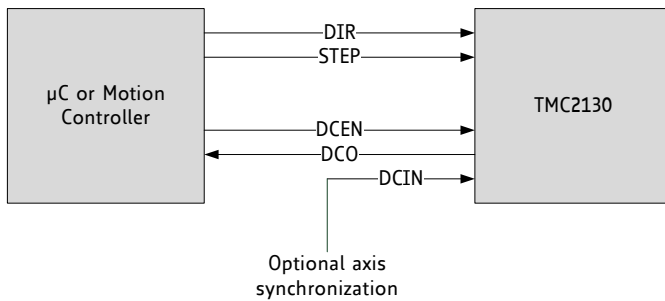 DIR
STEP
µC or Motion
Controller
TMC2130
DCEN
DCO
DCIN
Optional axis
synchronization